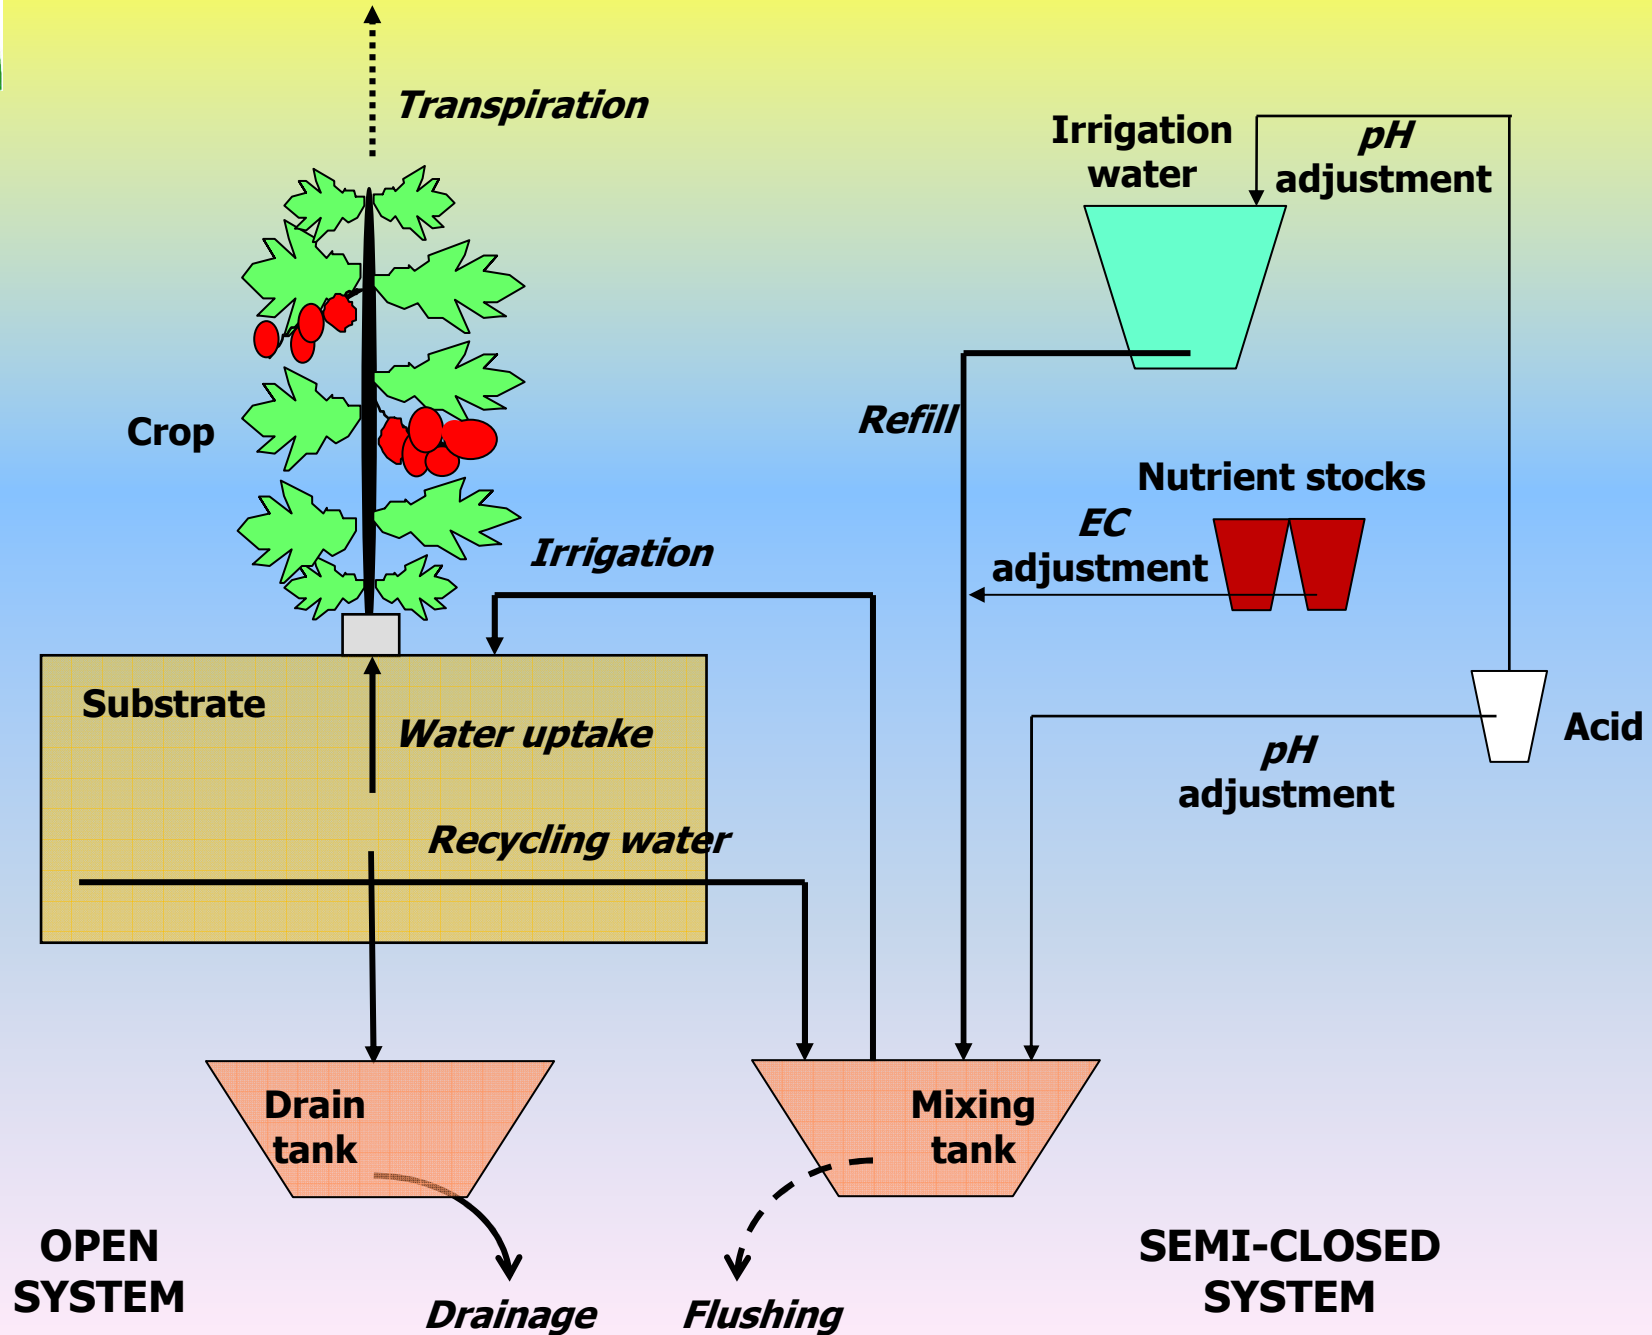 Transpiration
Irrigation
water
pH
adjustment
Crop
Refill
Nutrient stocks
EC
adjustment
Irrigation
Substrate
Water uptake
Acid
pH
adjustment
Recycling water
Drain
tank
Mixing
tank
OPEN
SYSTEM
SEMI-CLOSED
SYSTEM
Drainage
Flushing